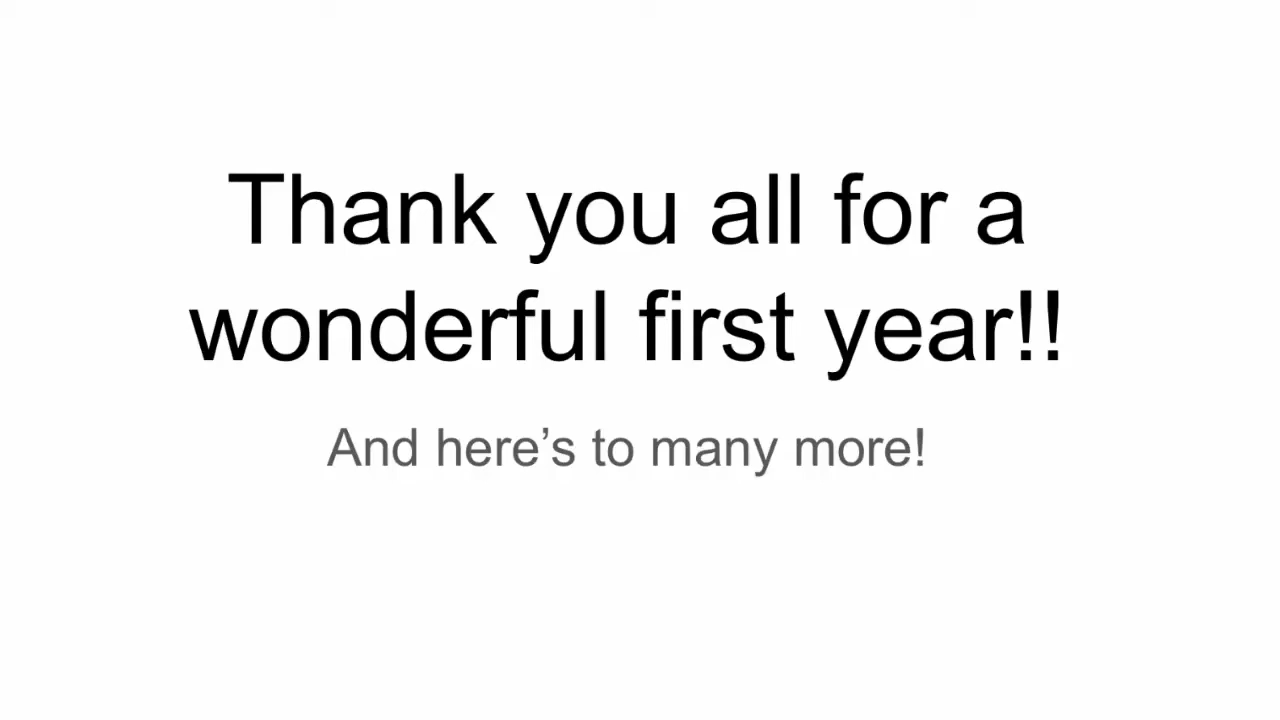 Thank you all for a
wonderful first year!!
And here’s to many more!